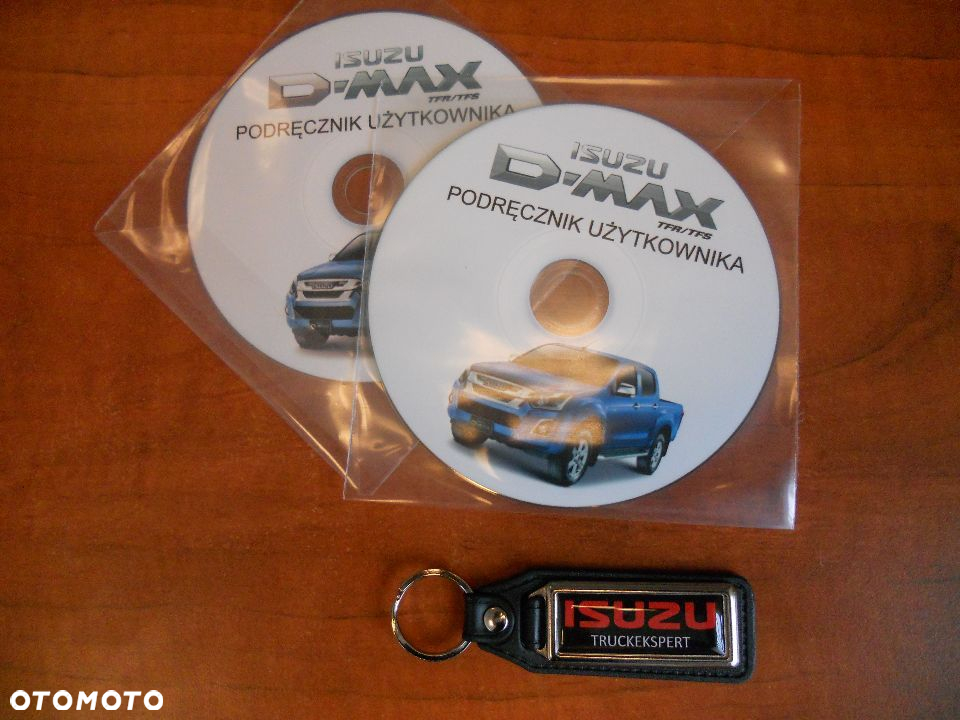 ISUZU
D-MAX
TFR/TFS
PODRĘCZNIK UŻYTKOWNIKA
ISUZU
D-MAX
TFR/TFS
PODRĘCZNIK UŻYTKOWNIKA
ISUZU
TRUCKEKSPERT
OTOMOTO